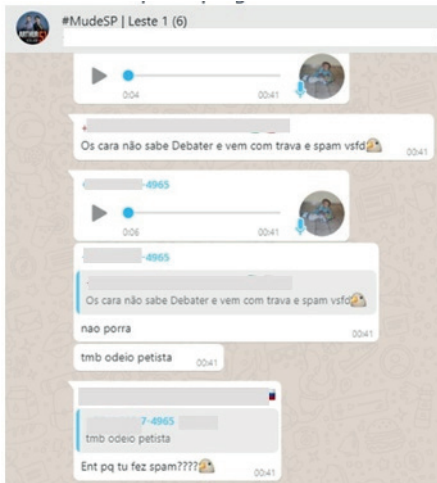 #MudeSP | Leste 1 (6)
0:04 00:41
Os cara não sabe Debater e vem com trava e spam vsfd
00:41
-4965
0:06 00:41
-4965
Os cara não sabe Debater e vem com trava e spam vsfd
nao porra
00:41
tmb odeio petista 00:41
7-4965
tmb odeio petista
Ent pq tu fez spam????
00:41